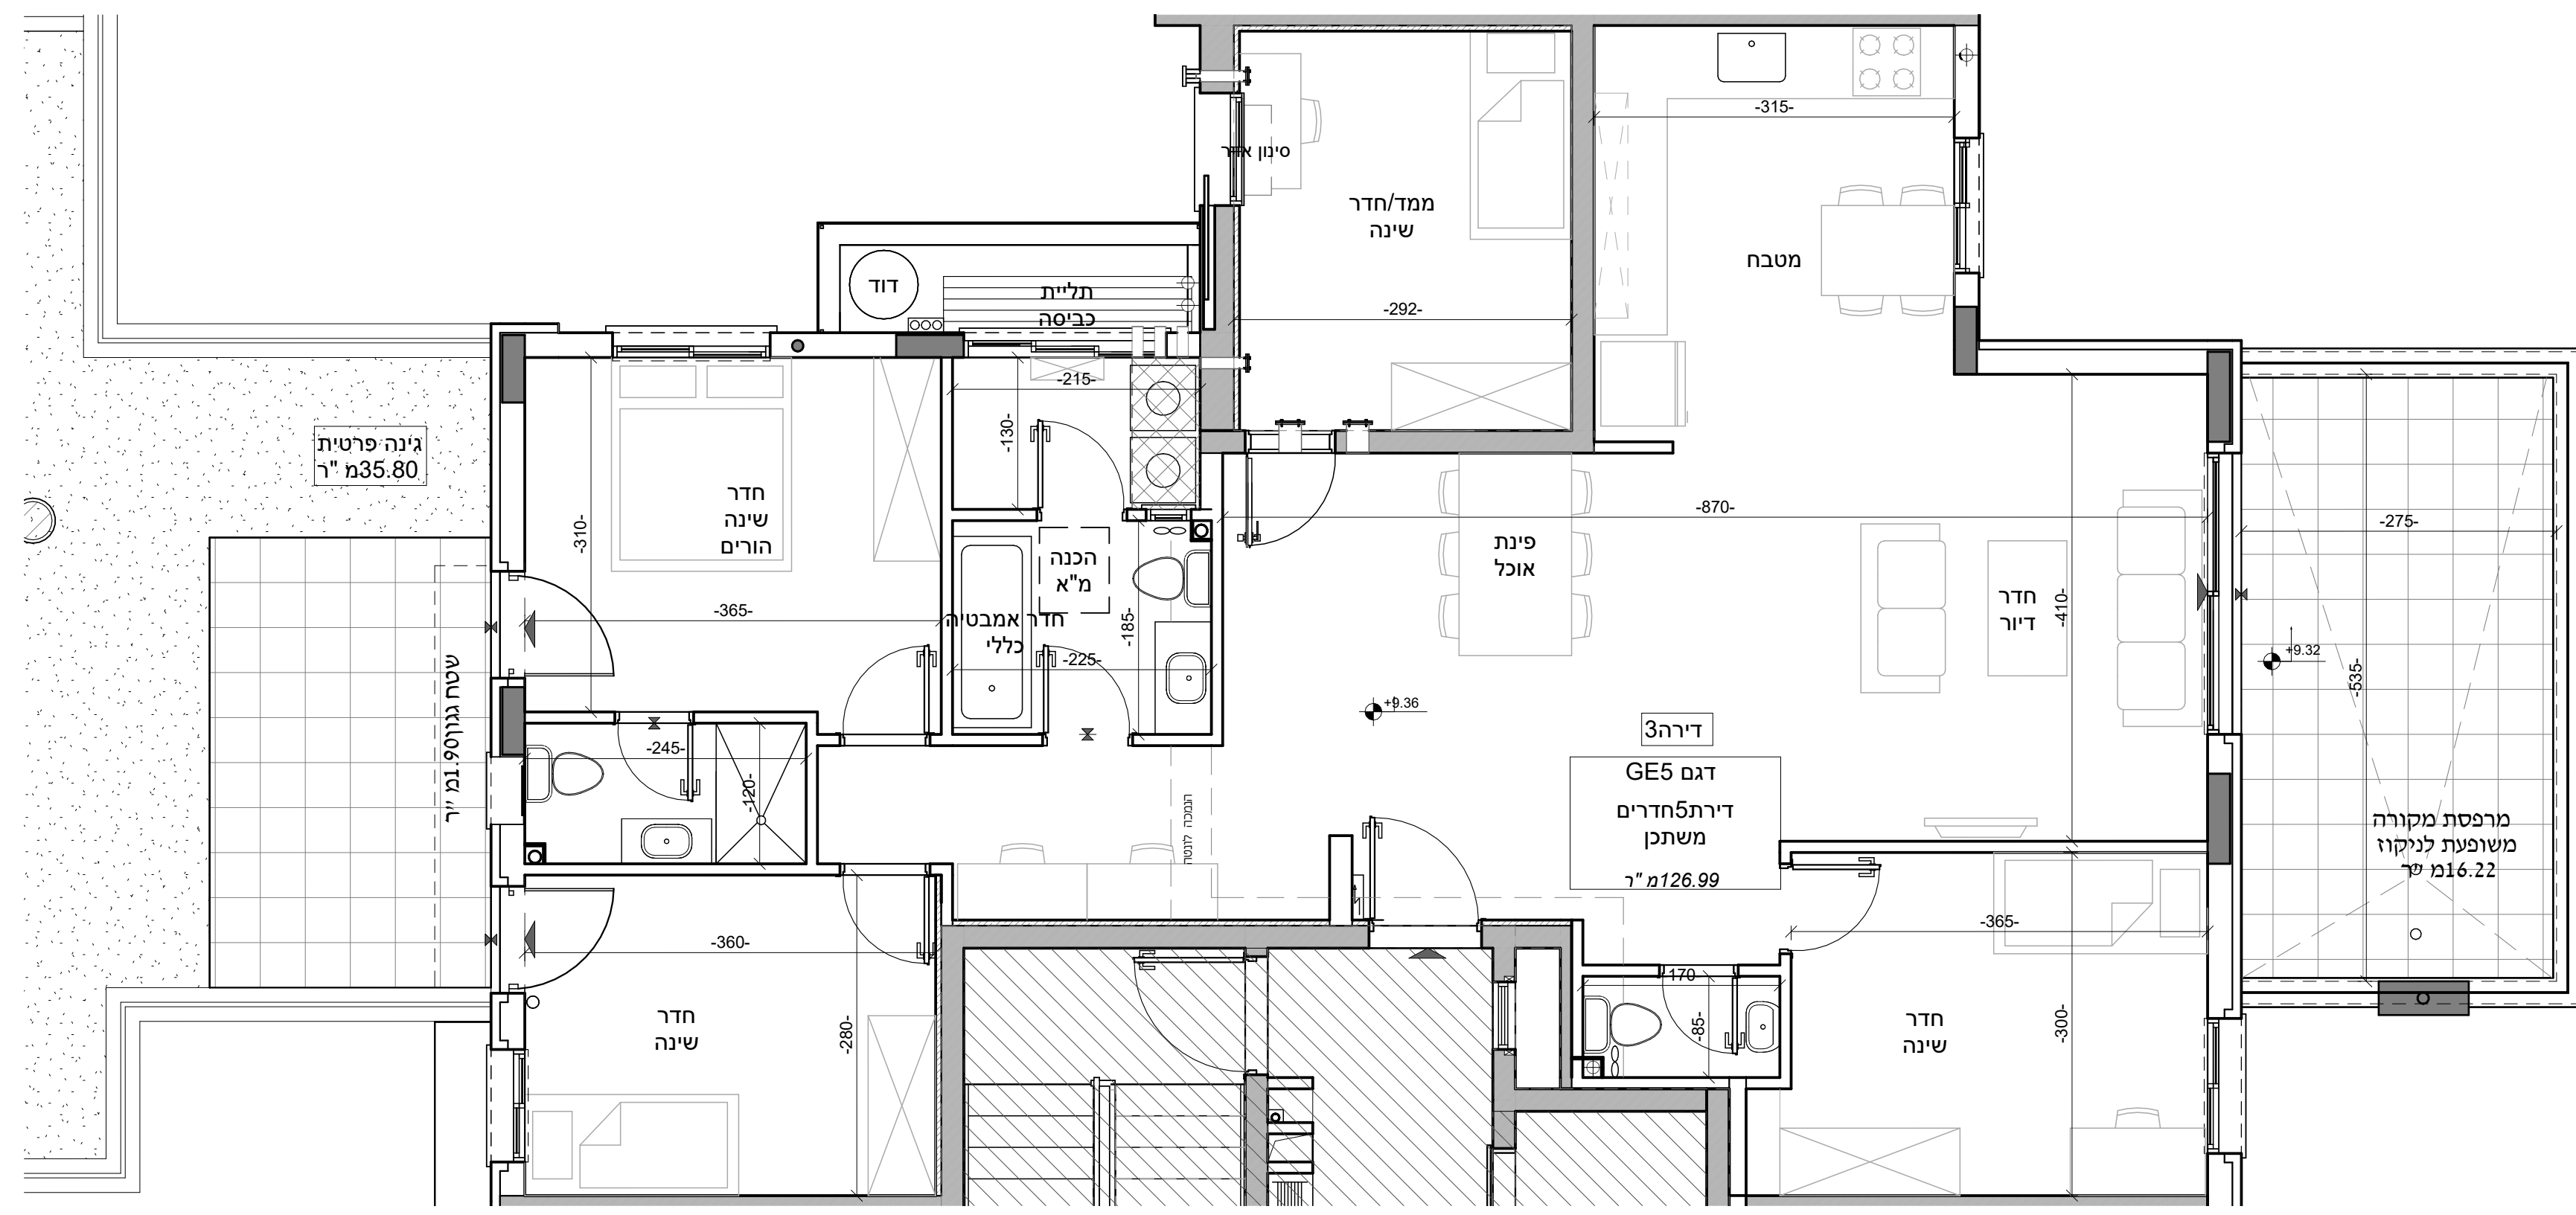 -315-
סינון אויר
ממד/חדר
שינה
מטבח
-292-
דוד
תליית
כביסה
-215-
-130-
גינה פרטית
35.80מ"ר
חדר
שינה
הורים
-310-
-365-
הכנה
מ"א
חדר אמבטיה
כללי
-185-
-225-
-870-
פינת
אוכל
חדר
דיור
-410-
-275-
-535-
+9.32
+9.36
דירה3
דגם GE5
דירת5חדרים
משתכן
126.99מ"ר
מרפסת מקורה
משופעת לניקוז
16.22מ"ר
שטח גגון1.90מ"ר
-245-
-120-
הנמכה לונטה
-360-
-280-
חדר
שינה
-170-
-85-
-365-
-300-
חדר
שינה